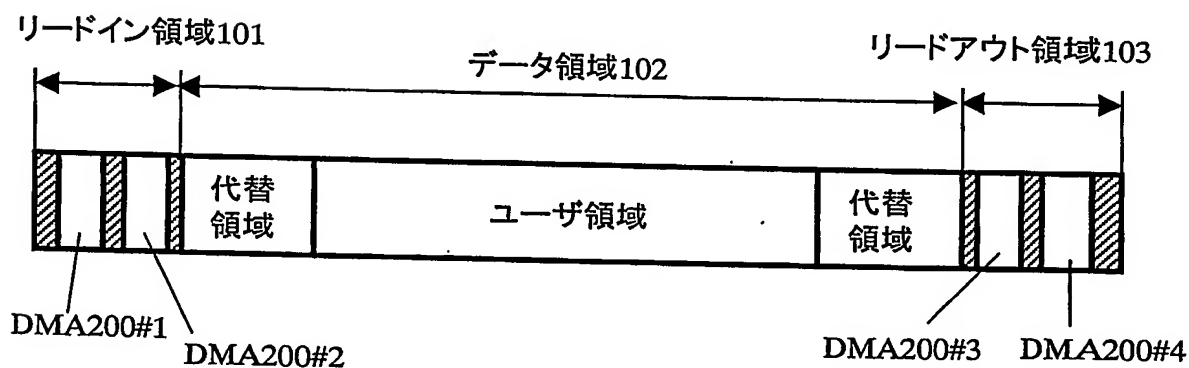 リードイン領域101
データ領域102
リードアウト領域103
代替
領域
ユーザ領域
代替
領域
DMA200#1
DMA200#2
DMA200#3
DMA200#4